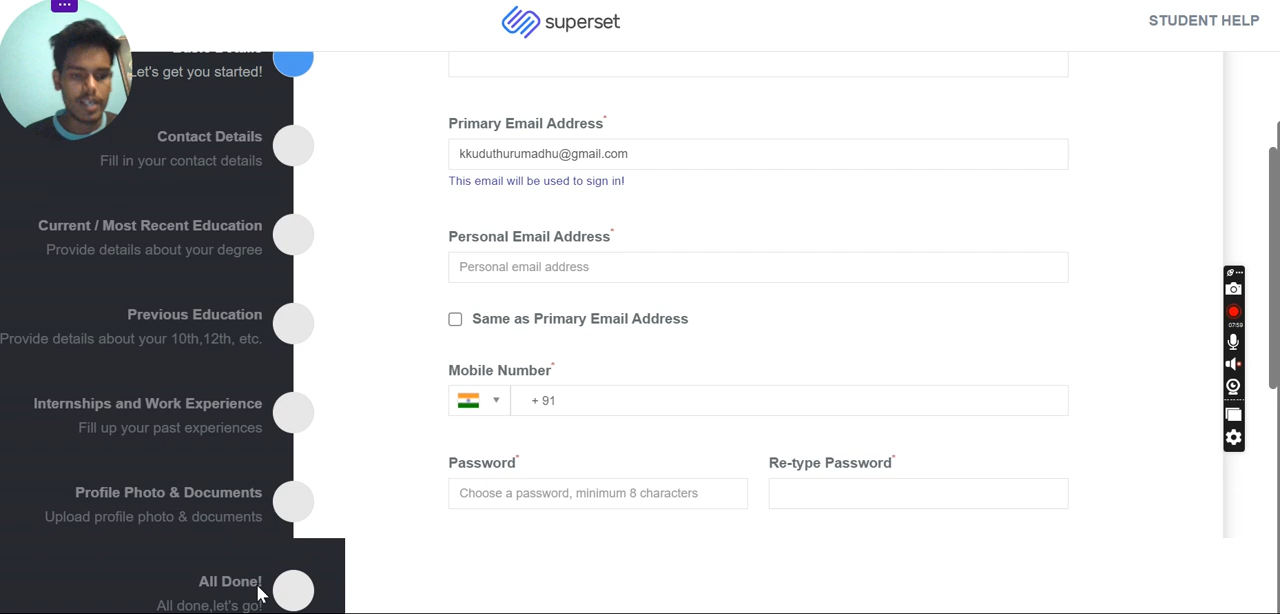 superset
STUDENT HELP
Basic Details
Let's get you started!
Contact Details
Fill in your contact details
Current / Most Recent Education
Provide details about your degree
Previous Education
Provide details about your 10th,12th, etc.
Internships and Work Experience
Fill up your past experiences
Profile Photo & Documents
Upload profile photo & documents
All Done!
All done,let's go!
Primary Email Address*
kkuduthurumadhu@gmail.com
This email will be used to sign in!
Personal Email Address*
Personal email address
Same as Primary Email Address
Mobile Number*
+ 91
Password*
Re-type Password*
Choose a password, minimum 8 characters
07:59